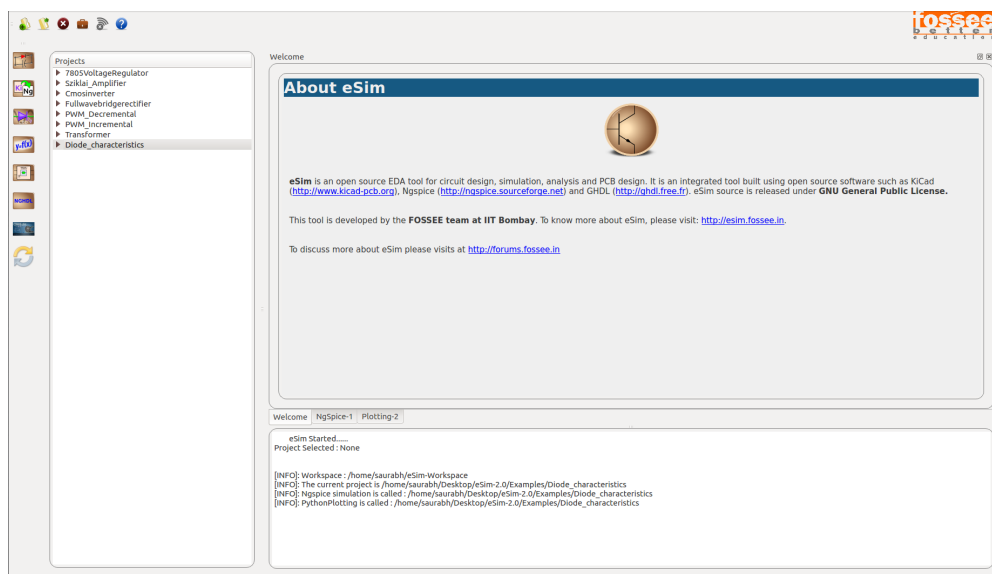 fossee
better
education
Projects
7805VoltageRegulator
Sziklai_Amplifier
Cmosinverter
Fullwavebridgerectifier
PWM_Decremental
PWM_Incremental
Transformer
Diode_characteristics
Ki
Ng
y=f(x)
NGHDL
Welcome
About eSim
eSim is an open source EDA tool for circuit design, simulation, analysis and PCB design. It is an integrated tool built using open source software such as KiCad
(http://www.kicad-pcb.org), Ngspice (http://ngspice.sourceforge.net) and GHDL (http://ghdl.free.fr). eSim source is released under GNU General Public License.
This tool is developed by the FOSSEE team at IIT Bombay. To know more about eSim, please visit: http://esim.fossee.in.
To discuss more about eSim please visits at http://forums.fossee.in
Welcome NgSpice-1 Plotting-2
eSim Started......
Project Selected : None
[INFO]: Workspace : /home/saurabh/eSim-Workspace
[INFO]: The current project is /home/saurabh/Desktop/eSim-2.0/Examples/Diode_characteristics
[INFO]: Ngspice simulation is called : /home/saurabh/Desktop/eSim-2.0/Examples/Diode_characteristics
[INFO]: PythonPlotting is called : /home/saurabh/Desktop/eSim-2.0/Examples/Diode_characteristics